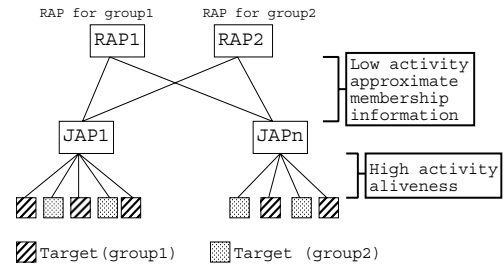 RAP for group1
RAP for group2
RAP1
RAP2
Low activity
approximate
membership
information
JAP1
JAPn
High activity
aliveness
Target(group1)
Target (group2)